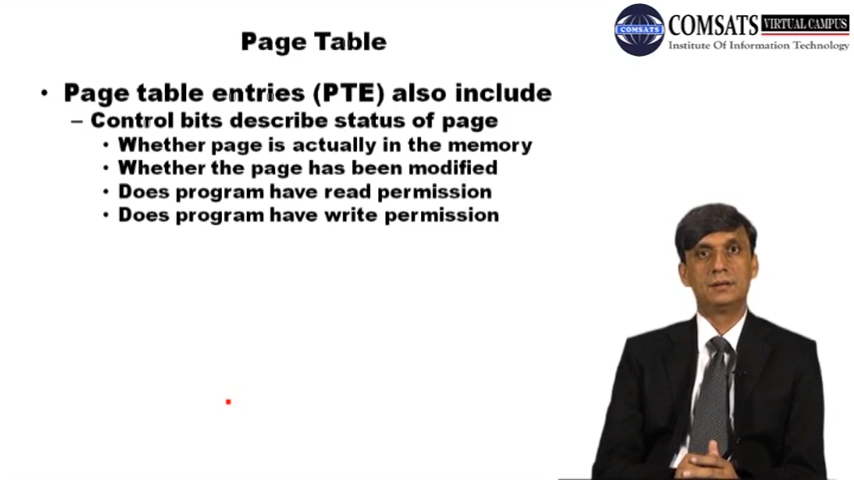 COMSATS VIRTUAL CAMPUS
Institute Of Information Technology
COMSATS
Page Table
• Page table entries (PTE) also include
– Control bits describe status of page
• Whether page is actually in the memory
• Whether the page has been modified
• Does program have read permission
• Does program have write permission